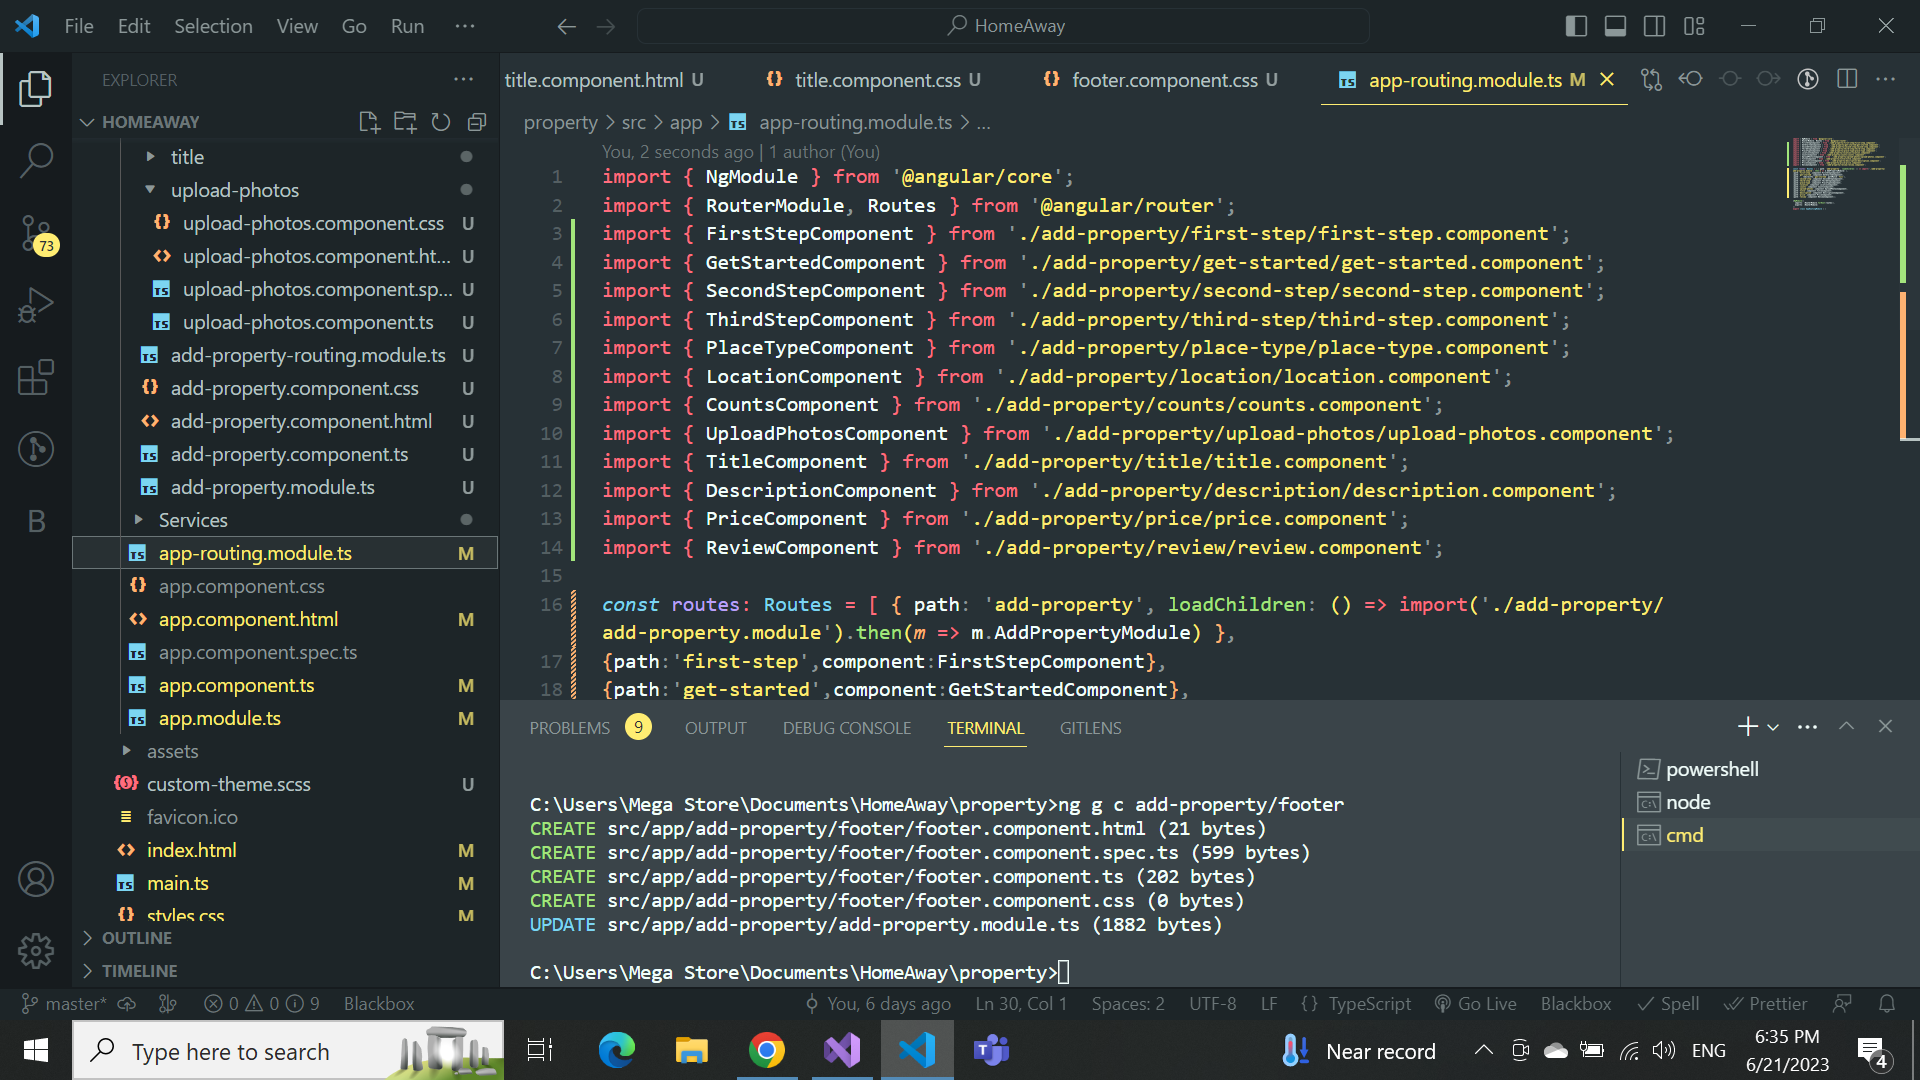 File Edit Selection View Go Run ···
HomeAway
EXPLORER ···
title.component.html U
title.component.css U
footer.component.css U
TS app-routing.module.ts M
HOMEAWAY
property > src > app > TS app-routing.module.ts > ...
title
upload-photos
upload-photos.component.css U
upload-photos.component.ht... U
TS upload-photos.component.sp... U
TS upload-photos.component.ts U
TS add-property-routing.module.ts U
add-property.component.css U
add-property.component.html U
TS add-property.component.ts U
TS add-property.module.ts U
Services
TS app-routing.module.ts M
app.component.css
app.component.html M
TS app.component.spec.ts
TS app.component.ts M
TS app.module.ts M
assets
custom-theme.scss U
favicon.ico
index.html M
TS main.ts M
styles.css M
OUTLINE
TIMELINE
73
B
You, 2 seconds ago | 1 author (You)
1 import { NgModule } from '@angular/core';
2 import { RouterModule, Routes } from '@angular/router';
3 import { FirstStepComponent } from './add-property/first-step/first-step.component';
4 import { GetStartedComponent } from './add-property/get-started/get-started.component';
5 import { SecondStepComponent } from './add-property/second-step/second-step.component';
6 import { ThirdStepComponent } from './add-property/third-step/third-step.component';
7 import { PlaceTypeComponent } from './add-property/place-type/place-type.component';
8 import { LocationComponent } from './add-property/location/location.component';
9 import { CountsComponent } from './add-property/counts/counts.component';
10 import { UploadPhotosComponent } from './add-property/upload-photos/upload-photos.component';
11 import { TitleComponent } from './add-property/title/title.component';
12 import { DescriptionComponent } from './add-property/description/description.component';
13 import { PriceComponent } from './add-property/price/price.component';
14 import { ReviewComponent } from './add-property/review/review.component';
15
16 const routes: Routes = [ { path: 'add-property', loadChildren: () => import('./add-property/
add-property.module').then(m => m.AddPropertyModule) },
17 {path:'first-step',component:FirstStepComponent},
18 {path:'get-started',component:GetStartedComponent},
PROBLEMS 9 OUTPUT DEBUG CONSOLE TERMINAL GITLENS
C:\Users\Mega Store\Documents\HomeAway\property>ng g c add-property/footer
CREATE src/app/add-property/footer/footer.component.html (21 bytes)
CREATE src/app/add-property/footer/footer.component.spec.ts (599 bytes)
CREATE src/app/add-property/footer/footer.component.ts (202 bytes)
CREATE src/app/add-property/footer/footer.component.css (0 bytes)
UPDATE src/app/add-property/add-property.module.ts (1882 bytes)
C:\Users\Mega Store\Documents\HomeAway\property>
powershell
node
cmd
master* 0 0 9 Blackbox
You, 6 days ago Ln 30, Col 1 Spaces: 2 UTF-8 LF {} TypeScript Go Live Blackbox Spell Prettier
Type here to search
Near record
ENG
6:35 PM
6/21/2023
4